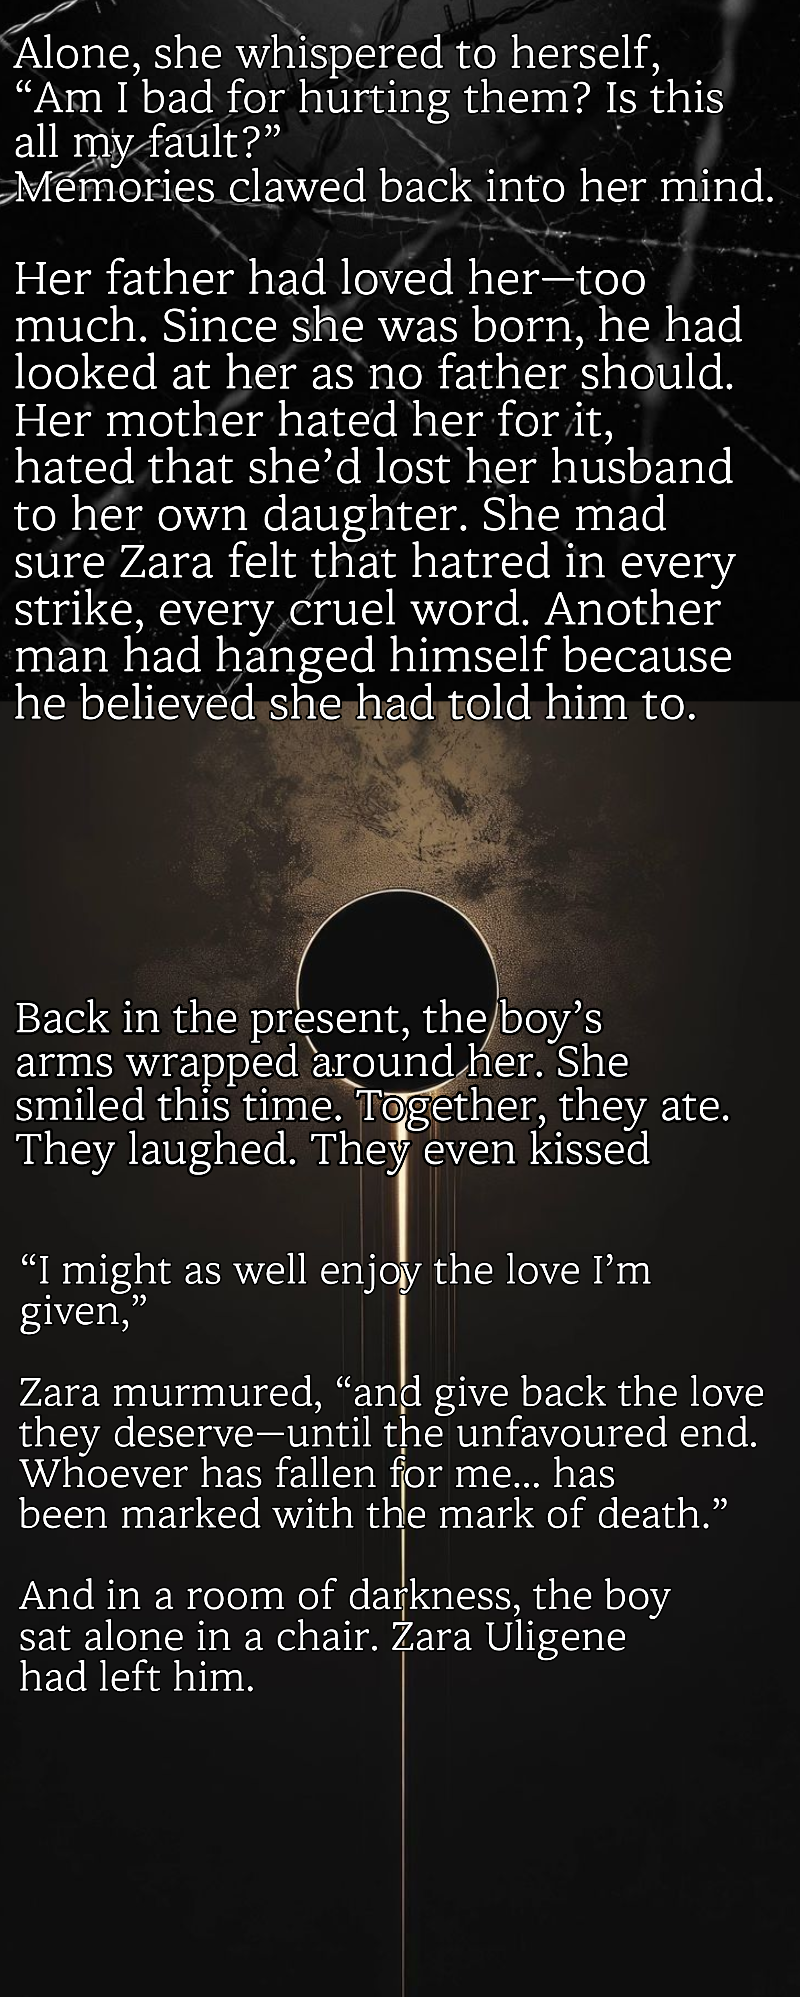 Alone, she whispered to herself,
“Am I bad for hurting them? Is this
all my fault?”
Memories clawed back into her mind.
Her father had loved her—too
much. Since she was born, he had
looked at her as no father should.
Her mother hated her for it,
hated that she’d lost her husband
to her own daughter. She mad
sure Zara felt that hatred in every
strike, every cruel word. Another
man had hanged himself because
he believed she had told him to.
Back in the present, the boy’s
arms wrapped around her. She
smiled this time. Together, they ate.
They laughed. They even kissed
“I might as well enjoy the love I’m
given,”
Zara murmured, “and give back the love
they deserve—until the unfavoured end.
Whoever has fallen for me... has
been marked with the mark of death.”
And in a room of darkness, the boy
sat alone in a chair. Zara Uligene
had left him.